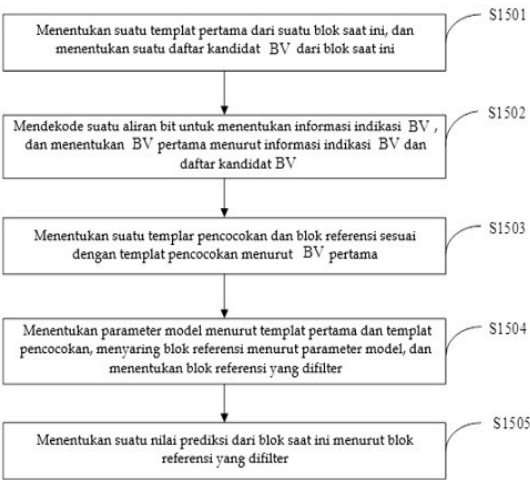 Menentukan suatu templat pertama dari suatu blok saat ini, dan
menentukan suatu daftar kandidat BV dari blok saat ini
S1501
Mendekode suatu aliran bit untuk menentukan informasi indikasi BV ,
dan menentukan BV pertama menurut informasi indikasi BV dan
daftar kandidat BV
S1502
Menentukan suatu templar pencocokan dan blok referensi sesuai
dengan templat pencocokan menurut BV pertama
S1503
Menentukan parameter model menurut templat pertama dan templat
pencocokan, menyaring blok referensi menurut parameter model, dan
menentukan blok referensi yang difilter
S1504
Menentukan suatu nilai prediksi dari blok saat ini menurut blok
referensi yang difilter
S1505